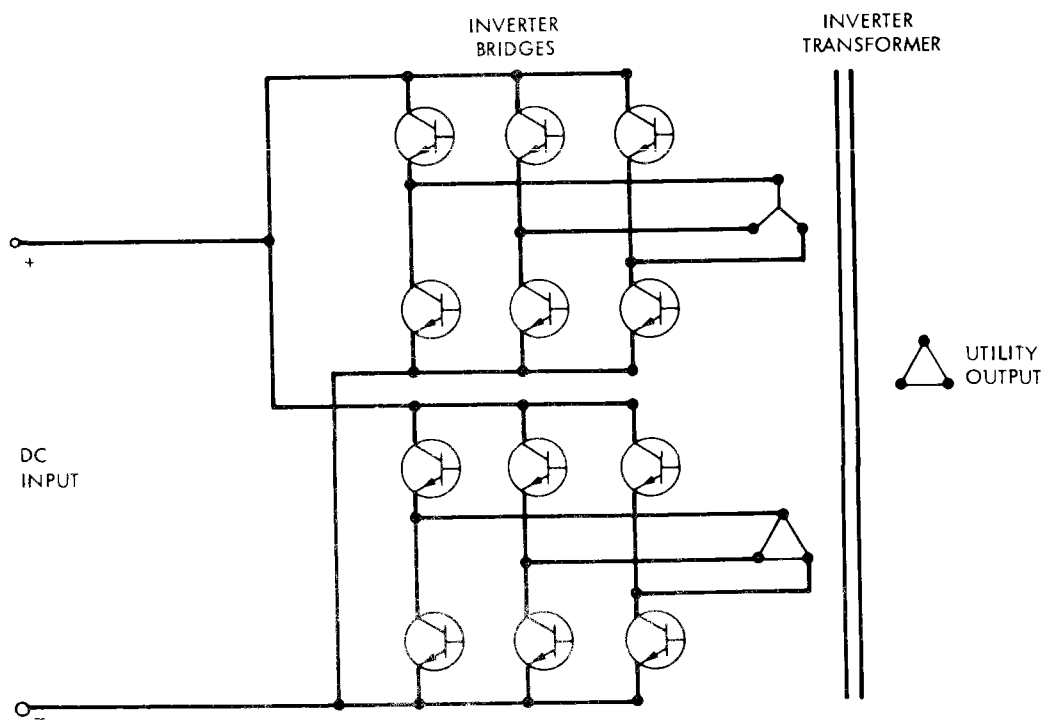 INVERTER
BRIDGES
INVERTER
TRANSFORMER
+
UTILITY
OUTPUT
DC
INPUT
-